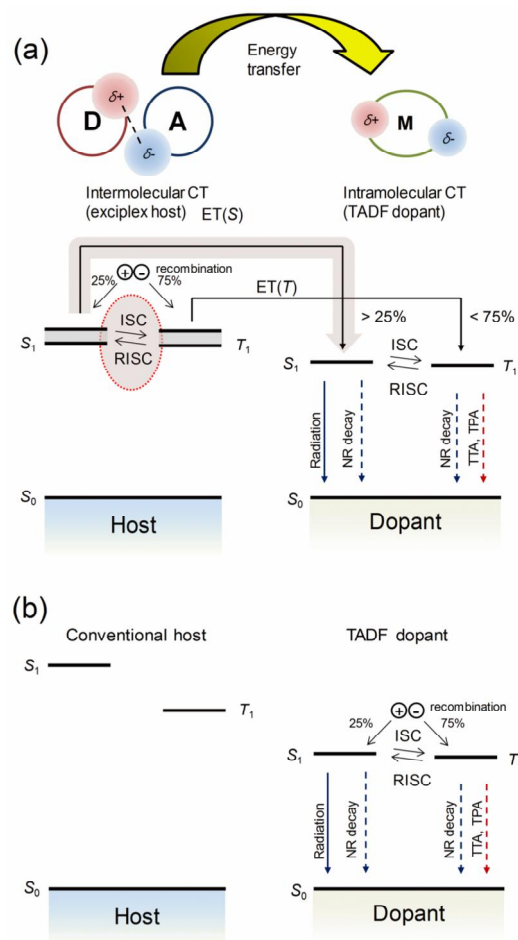 (a)
Energy
transfer
D
A
δ+
δ-
M
δ+
δ-
Intermolecular CT
(exciplex host)
ET(S)
Intramolecular CT
(TADF dopant)
25%
+ -
recombination
75%
ET(T)
> 25%
< 75%
ISC
RISC
S1
T1
ISC
RISC
S1
T1
Radiation
NR decay
NR decay
TTA, TPA
S0
Host
S0
Dopant
(b)
Conventional host
TADF dopant
S1
T1
+ -
recombination
25%
75%
ISC
RISC
S1
T
Radiation
NR decay
NR decay
TTA, TPA
S0
Host
S0
Dopant